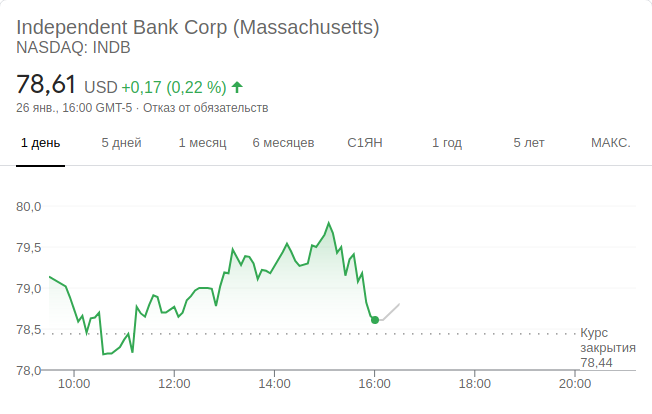 Independent Bank Corp (Massachusetts)
NASDAQ: INDB
78,61 USD +0,17 (0,22 %)
26 янв., 16:00 GMT-5 · Отказ от обязательств
1 день 5 дней 1 месяц 6 месяцев С1ЯН 1 год 5 лет МАКС.
80,0
79,5
79,0
78,5
78,0
Курс
закрытия
78,44
10:00 12:00 14:00 16:00 18:00 20:00